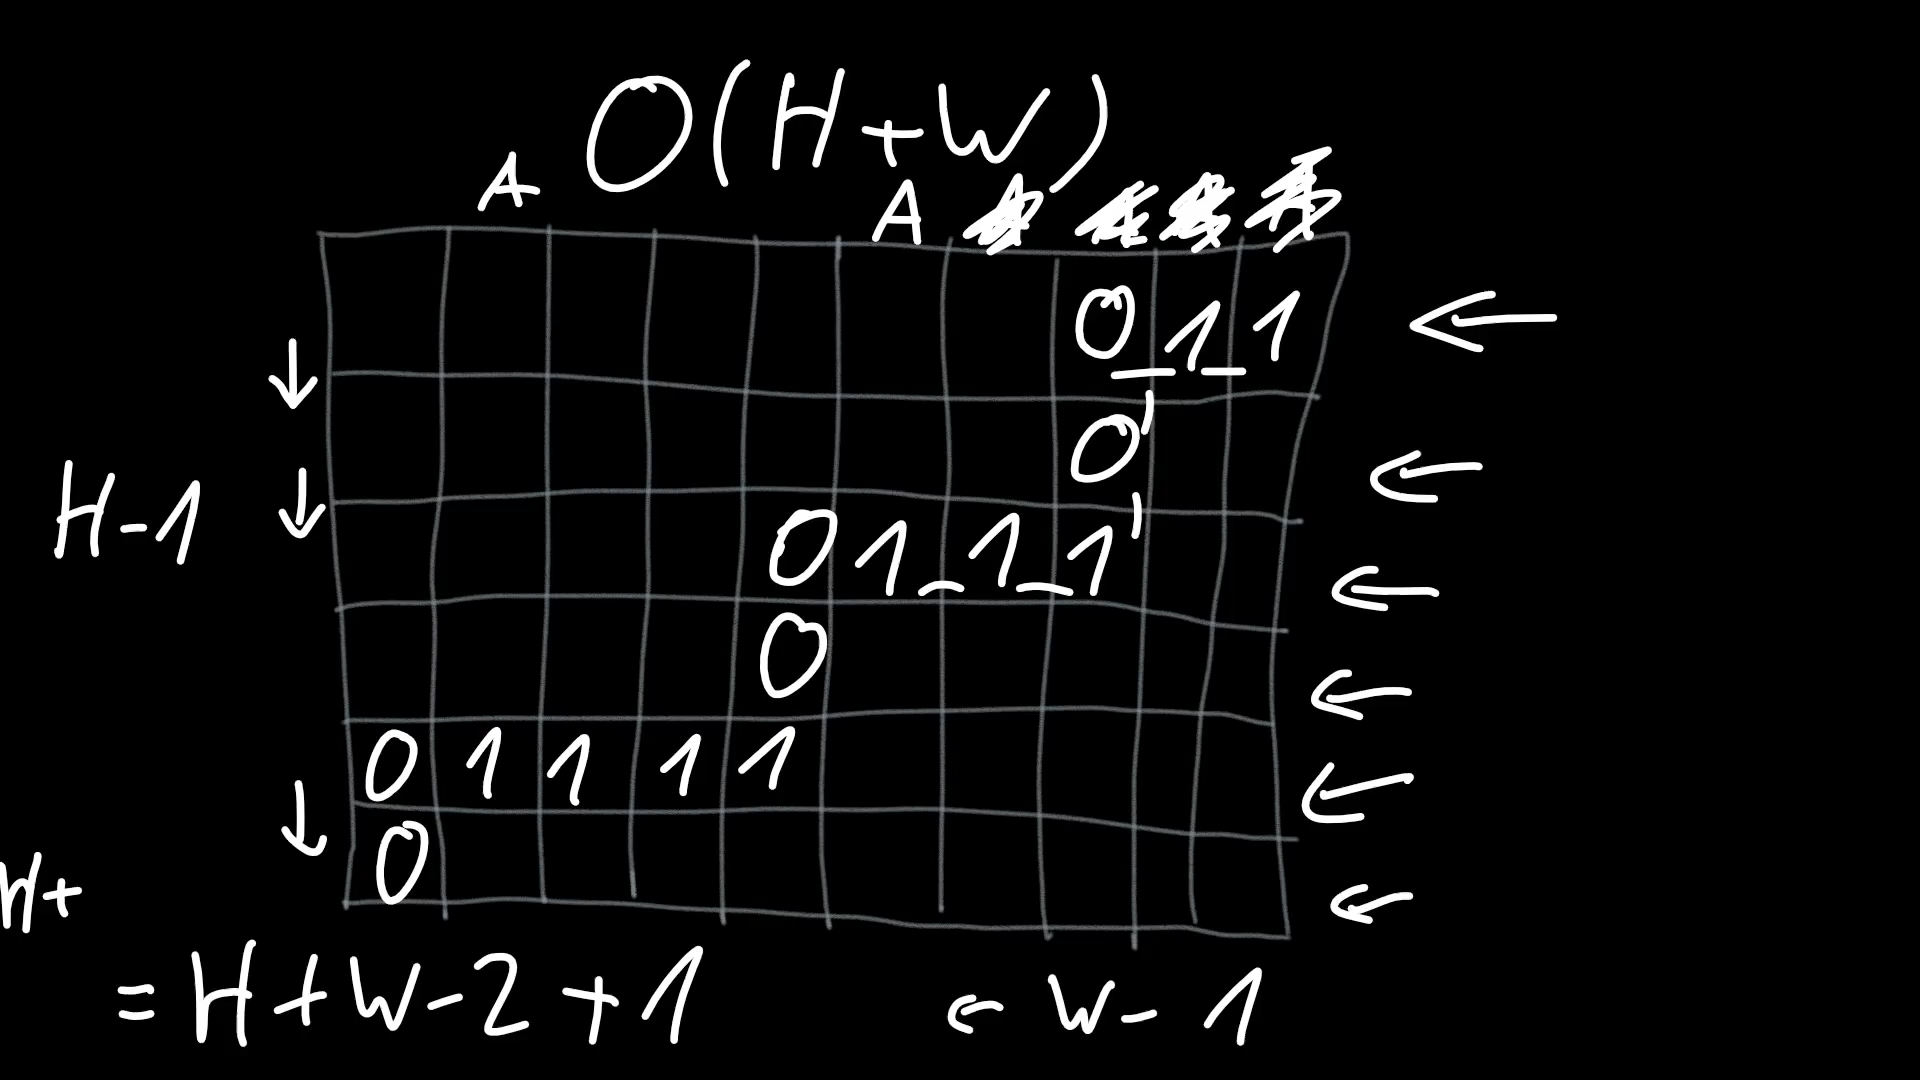 O(H+W)
A A
0 1 1
0
H-1
0 1 1 1
0
0 1 1 1 1
0
H+
= H+W-2+1
← W-1